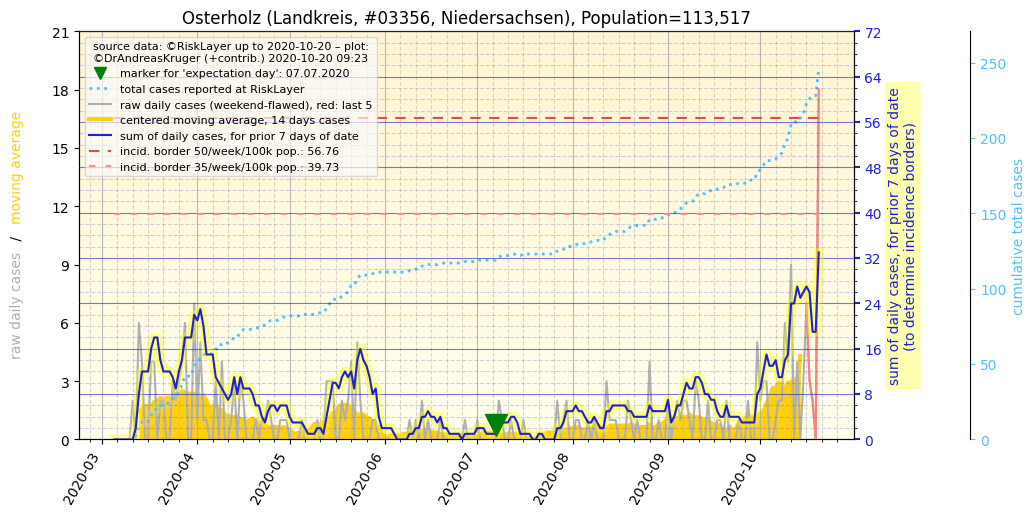 Osterholz (Landkreis, #03356, Niedersachsen), Population=113,517
source data: ©RiskLayer up to 2020-10-20 – plot:
©DrAndreasKruger (+contrib.) 2020-10-20 09:23
marker for 'expectation day': 07.07.2020
total cases reported at RiskLayer
raw daily cases (weekend-flawed), red: last 5
centered moving average, 14 days cases
sum of daily cases, for prior 7 days of date
incid. border 50/week/100k pop.: 56.76
incid. border 35/week/100k pop.: 39.73
raw daily cases / moving average
21
18
15
12
9
6
3
0
2020-03
2020-04
2020-05
2020-06
2020-07
2020-08
2020-09
2020-10
72
64
56
48
40
32
24
16
8
0
sum of daily cases, for prior 7 days of date
(to determine incidence borders)
250
200
150
100
50
0
cumulative total cases